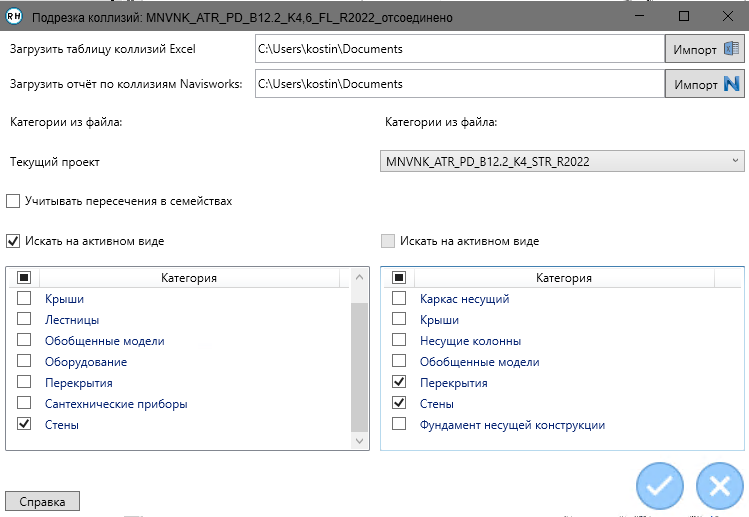 RH Подрезка коллизий: MNVNK_ATR_PD_B12.2_K4,6_FL_R2022_отсоединено
Загрузить таблицу коллизий Excel C:\Users\kostin\Documents Импорт
Загрузить отчёт по коллизиям Navisworks: C:\Users\kostin\Documents Импорт N
Категории из файла: Категории из файла:
Текущий проект MNVNK_ATR_PD_B12.2_K4_STR_R2022
Учитывать пересечения в семействах
Искать на активном виде Искать на активном виде
Категория
Крыши
Лестницы
Обобщенные модели
Оборудование
Перекрытия
Сантехнические приборы
Стены
Категория
Каркас несущий
Крыши
Несущие колонны
Обобщенные модели
Перекрытия
Стены
Фундамент несущей конструкции
Справка